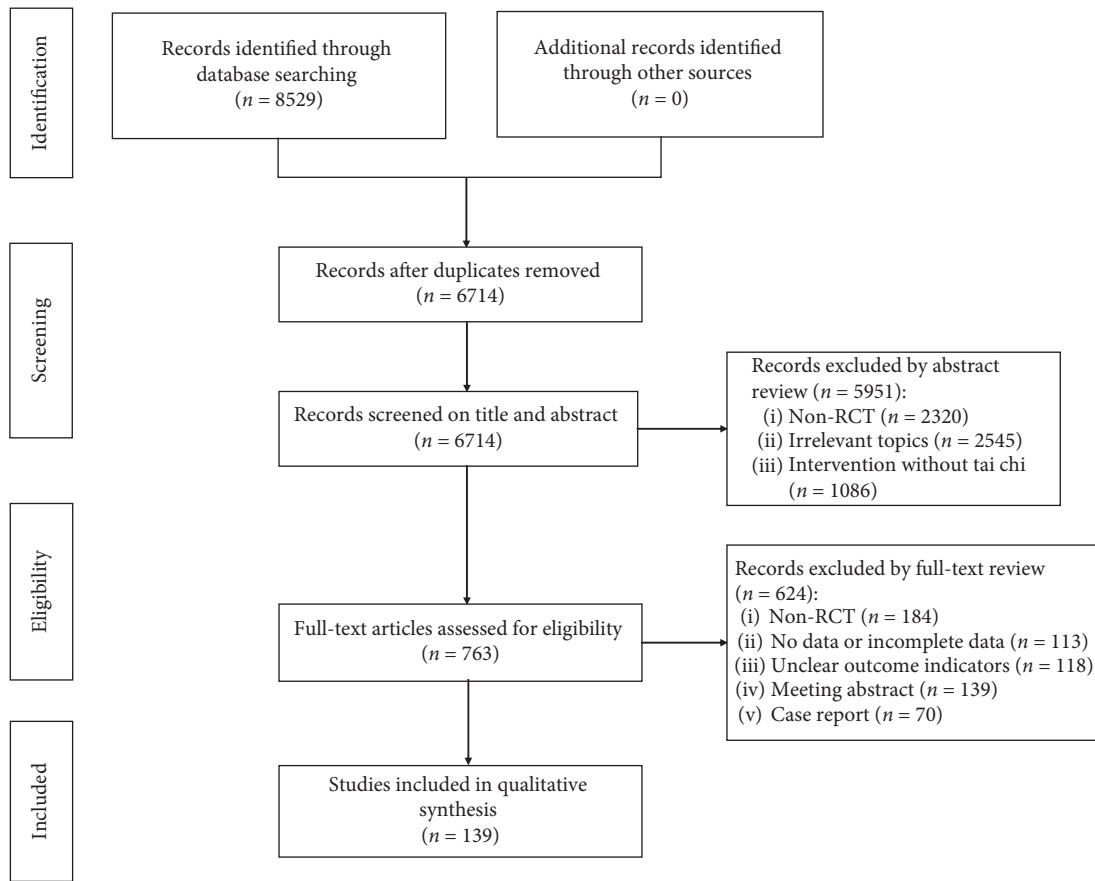 Identification
Records identified through
database searching
(n = 8529)
Additional records identified
through other sources
(n = 0)
Screening
Records after duplicates removed
(n = 6714)
Records screened on title and abstract
(n = 6714)
Records excluded by abstract
review (n = 5951):
(i) Non-RCT (n = 2320)
(ii) Irrelevant topics (n = 2545)
(iii) Intervention without tai chi
(n = 1086)
Eligibility
Full-text articles assessed for eligibility
(n = 763)
Records excluded by full-text review
(n = 624):
(i) Non-RCT (n = 184)
(ii) No data or incomplete data (n = 113)
(iii) Unclear outcome indicators (n = 118)
(iv) Meeting abstract (n = 139)
(v) Case report (n = 70)
Included
Studies included in qualitative
synthesis
(n = 139)